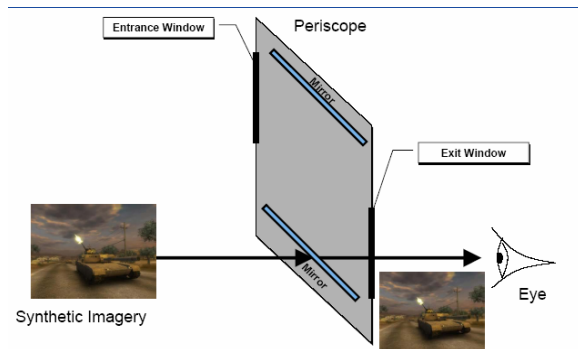 Periscope
Entrance Window
Mirror
Exit Window
Mirror
Synthetic Imagery
Eye